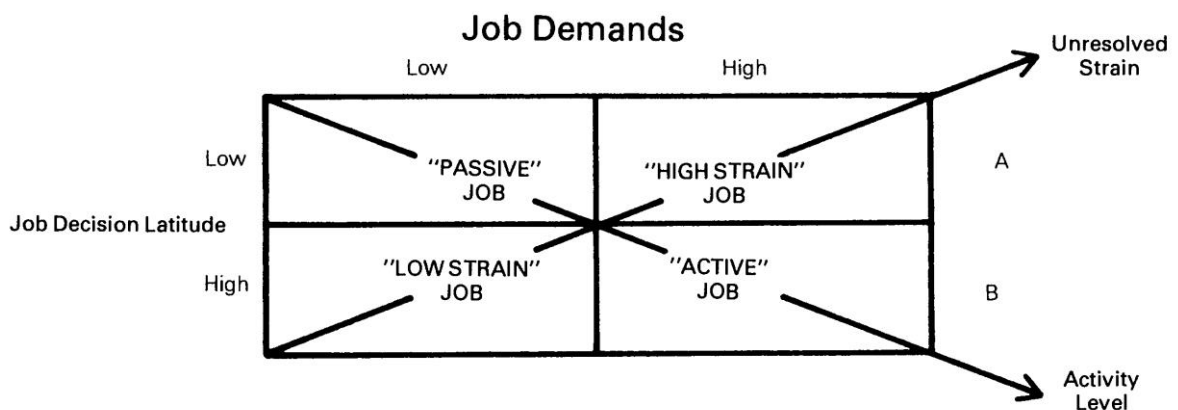 Job Demands
Unresolved
Strain
Low
High
Low
"PASSIVE"
JOB
"HIGH STRAIN"
JOB
A
Job Decision Latitude
High
"LOW STRAIN"
JOB
"ACTIVE"
JOB
B
Activity
Level